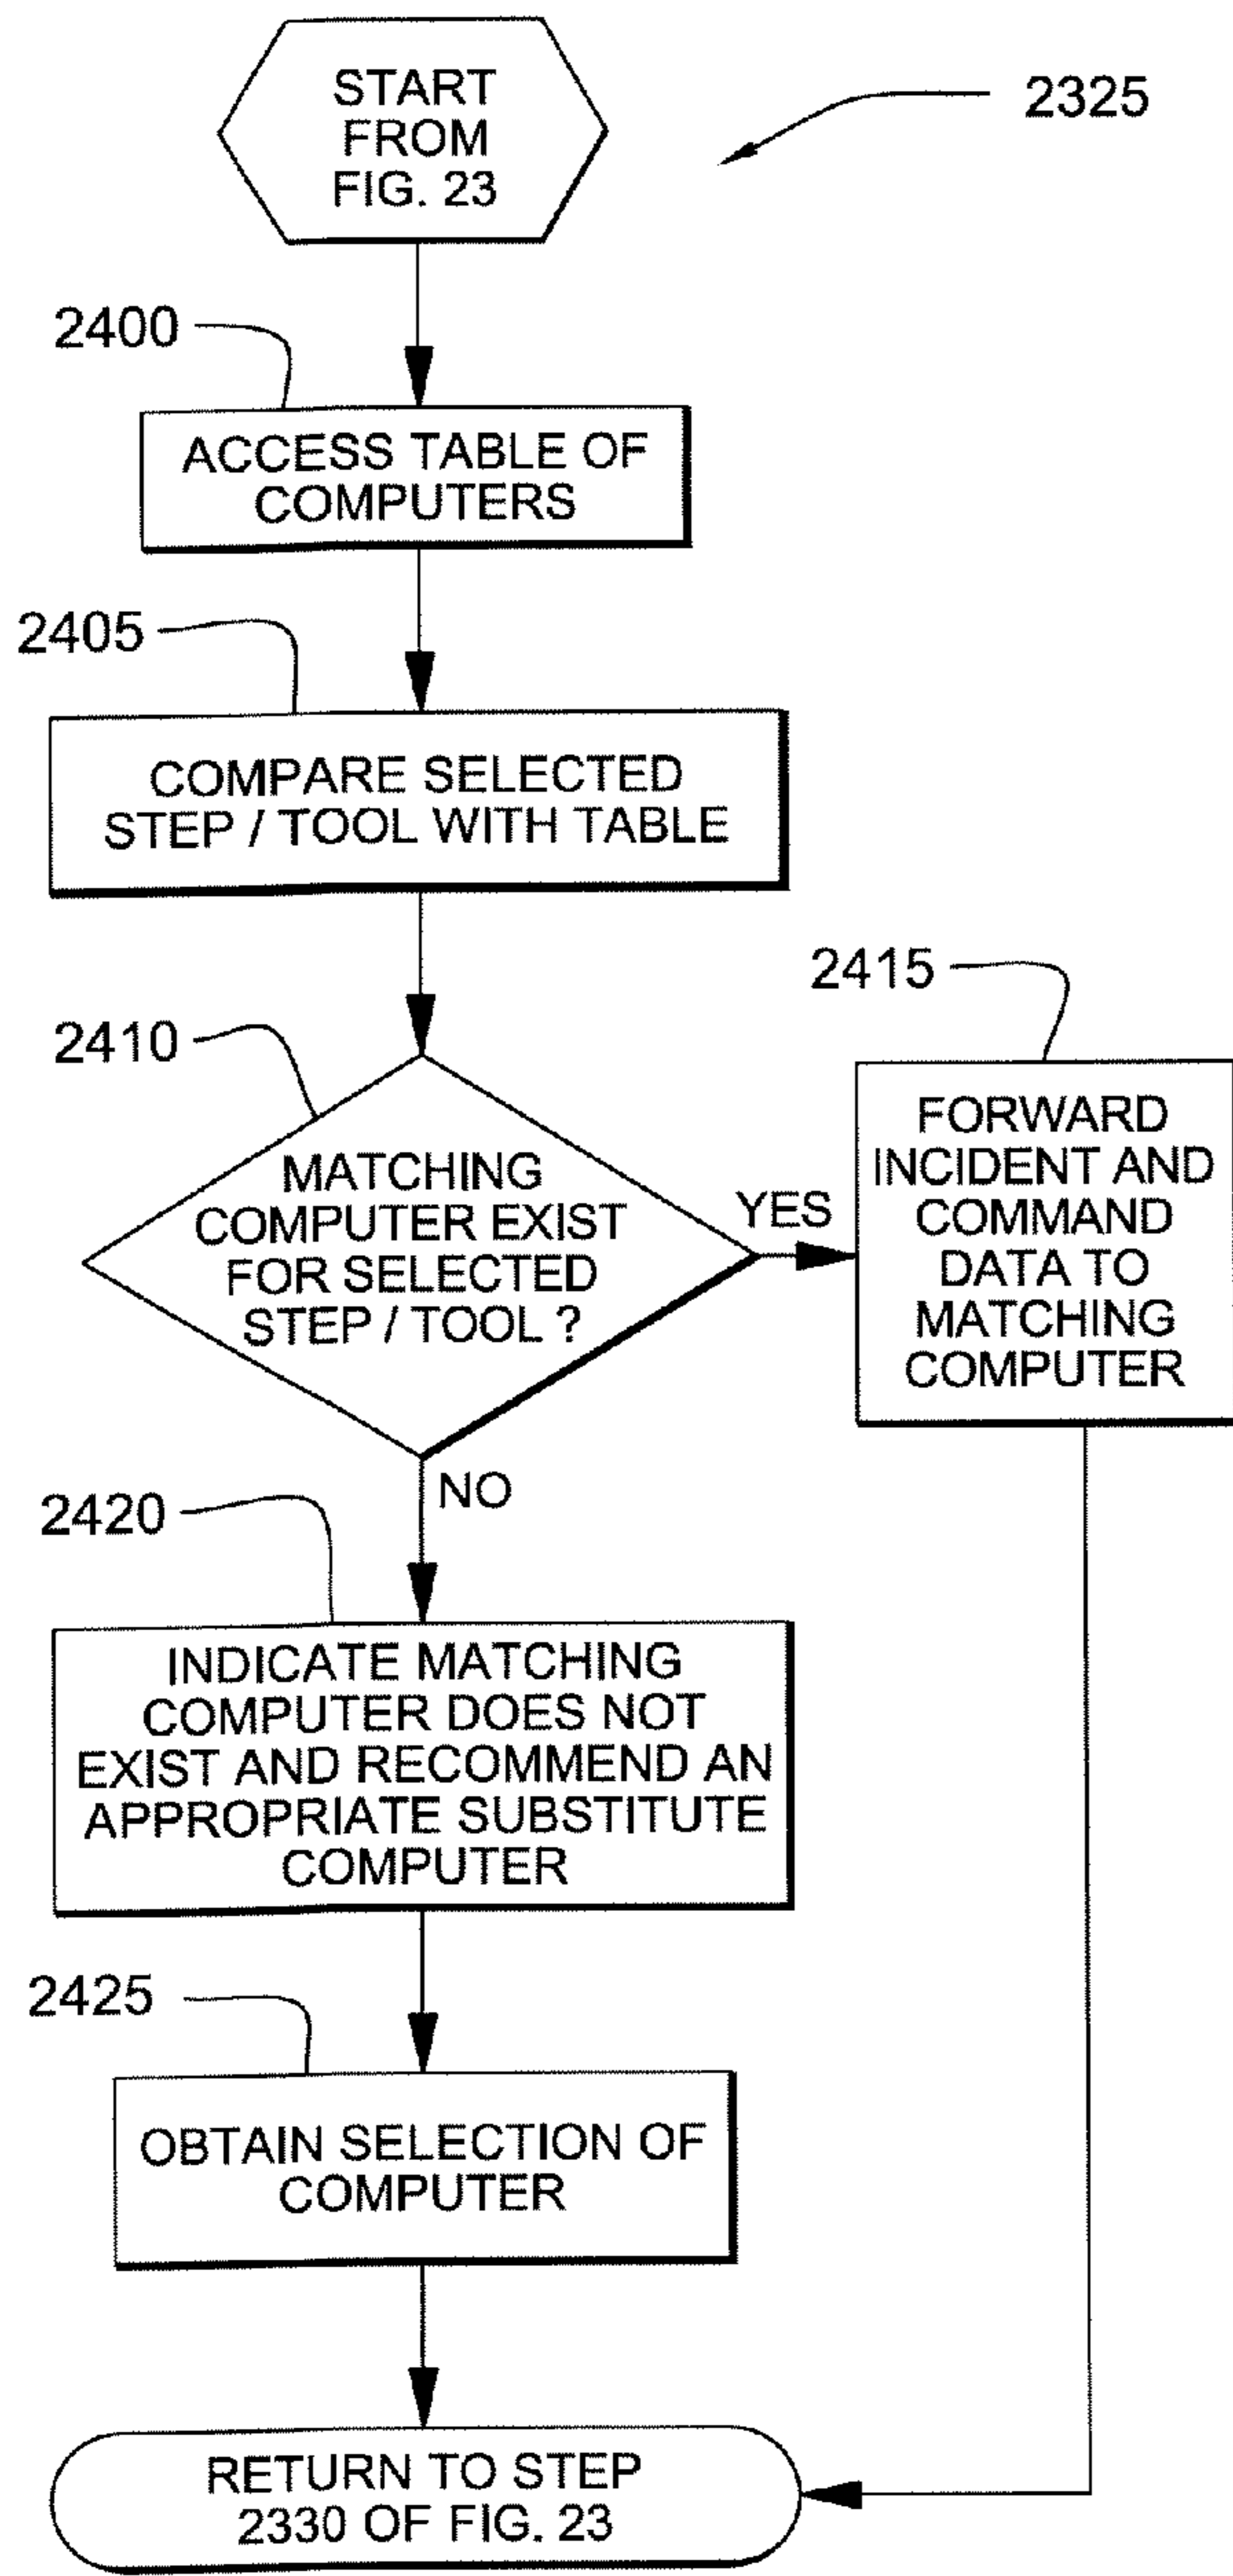 START
FROM
FIG. 23
2325
2400
ACCESS TABLE OF
COMPUTERS
2405
COMPARE SELECTED
STEP / TOOL WITH TABLE
2410
MATCHING
COMPUTER EXIST
FOR SELECTED
STEP / TOOL ?
YES
2415
FORWARD
INCIDENT AND
COMMAND
DATA TO
MATCHING
COMPUTER
NO
2420
INDICATE MATCHING
COMPUTER DOES NOT
EXIST AND RECOMMEND AN
APPROPRIATE SUBSTITUTE
COMPUTER
2425
OBTAIN SELECTION OF
COMPUTER
RETURN TO STEP
2330 OF FIG. 23